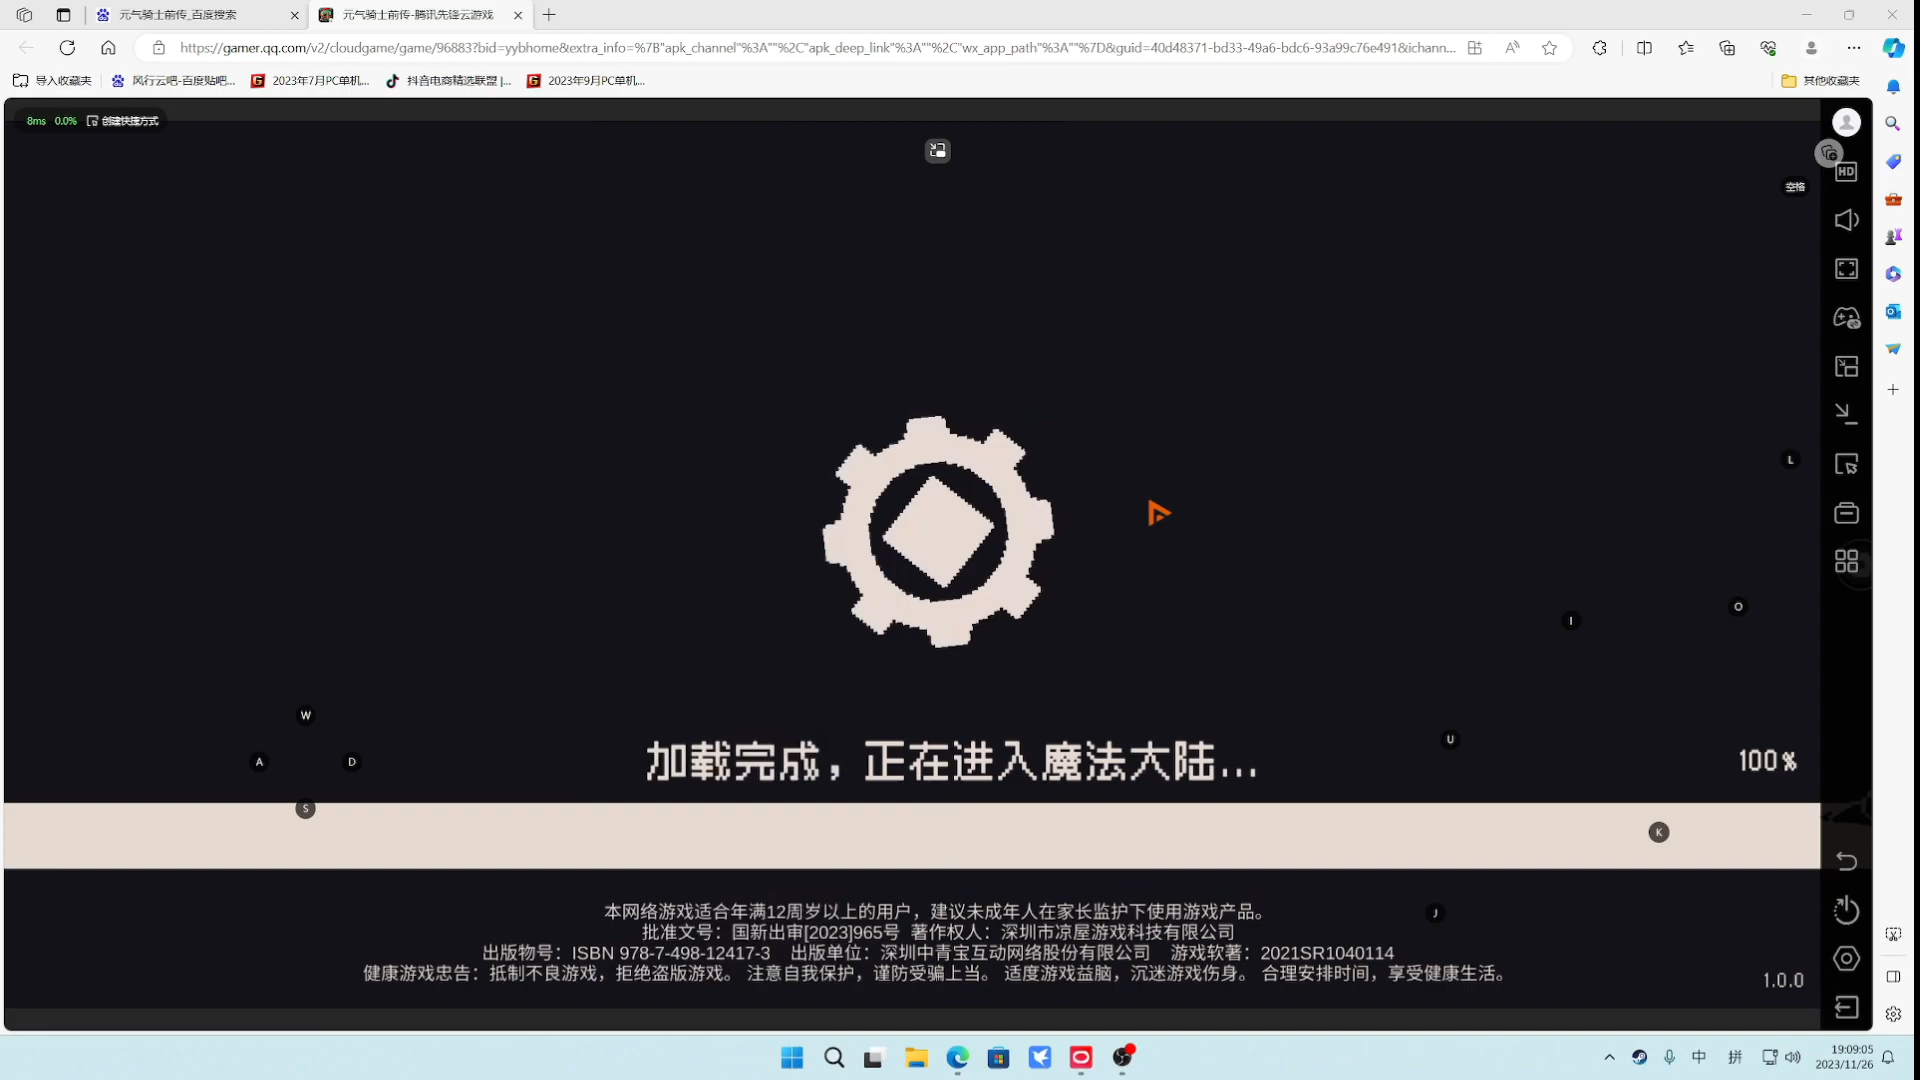 元气骑士前传_百度搜索
元气骑士前传-腾讯先锋云游戏
https://gamer.qq.com/v2/cloudgame/game/96883?bid=yybhome&extra_info=%7B"apk_channel"%3A""%2C"apk_deep_link"%3A""%2C"wx_app_path"%3A""%7D&guid=40d48371-bd33-49a6-bdc6-93a99c76e491&ichann...
导入收藏夹
风行云吧-百度贴吧...
2023年7月PC单机...
抖音电商精选联盟 |...
2023年9月PC单机...
其他收藏夹
8ms 0.0% 创建快捷方式
HD
空格
L
O
I
W
A
D
U
S
K
J
加载完成，正在进入魔法大陆...
100%
本网络游戏适合年满12周岁以上的用户，建议未成年人在家长监护下使用游戏产品。
批准文号：国新出审[2023]965号 著作权人：深圳市凉屋游戏科技有限公司
出版物号：ISBN 978-7-498-12417-3 出版单位：深圳中青宝互动网络股份有限公司 游戏软著：2021SR1040114
健康游戏忠告：抵制不良游戏，拒绝盗版游戏。 注意自我保护，谨防受骗上当。 适度游戏益脑，沉迷游戏伤身。 合理安排时间，享受健康生活。
1.0.0
中
拼
19:09:05
2023/11/26